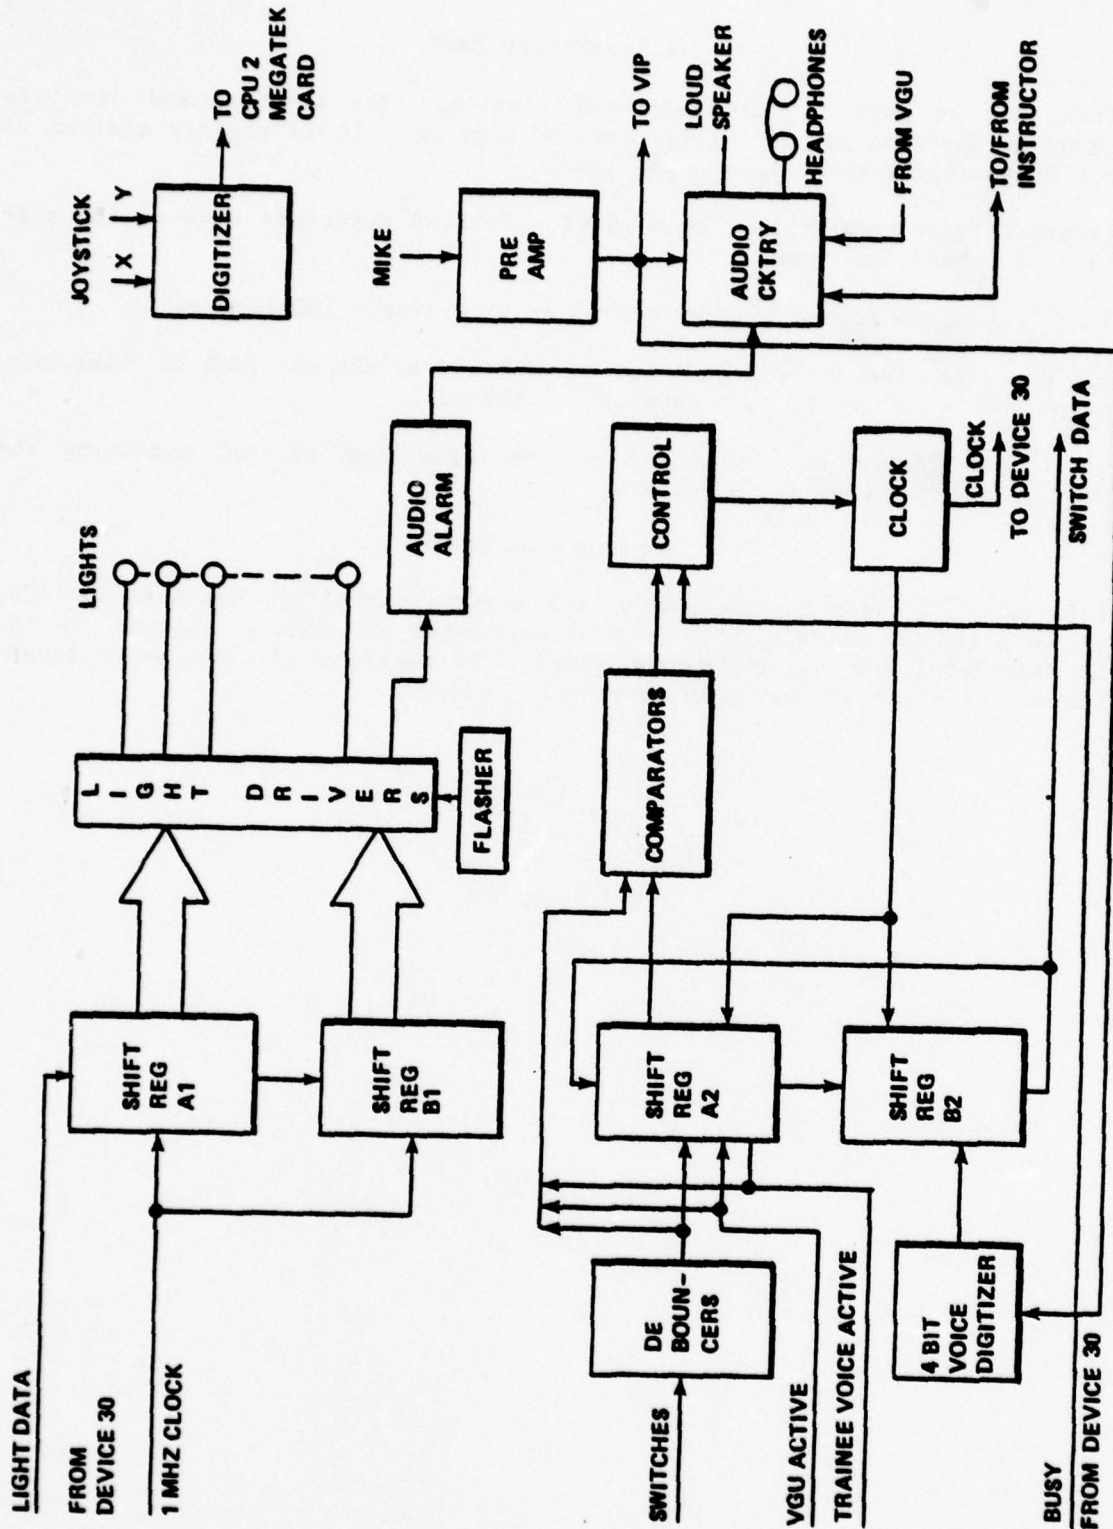 LIGHT DATA
FROM
DEVICE 30
1 MHZ CLOCK
SHIFT
REG
A1
SHIFT
REG
B1
LIGHT DRIVERS
FLASHER
LIGHTS
AUDIO
ALARM
JOYSTICK
X Y
DIGITIZER
TO
CPU 2
MEGATEK
CARD
MIKE
PRE
AMP
TO VIP
AUDIO
CKTRY
LOUD
SPEAKER
HEADPHONES
FROM VGU
TO/FROM
INSTRUCTOR
SWITCHES
DE
BOUN-
CERS
VGU ACTIVE
TRAINEE VOICE ACTIVE
SHIFT
REG
A2
SHIFT
REG
B2
4 BIT
VOICE
DIGITIZER
COMPARATORS
CONTROL
CLOCK
CLOCK
TO DEVICE 30
SWITCH DATA
BUSY
FROM DEVICE 30